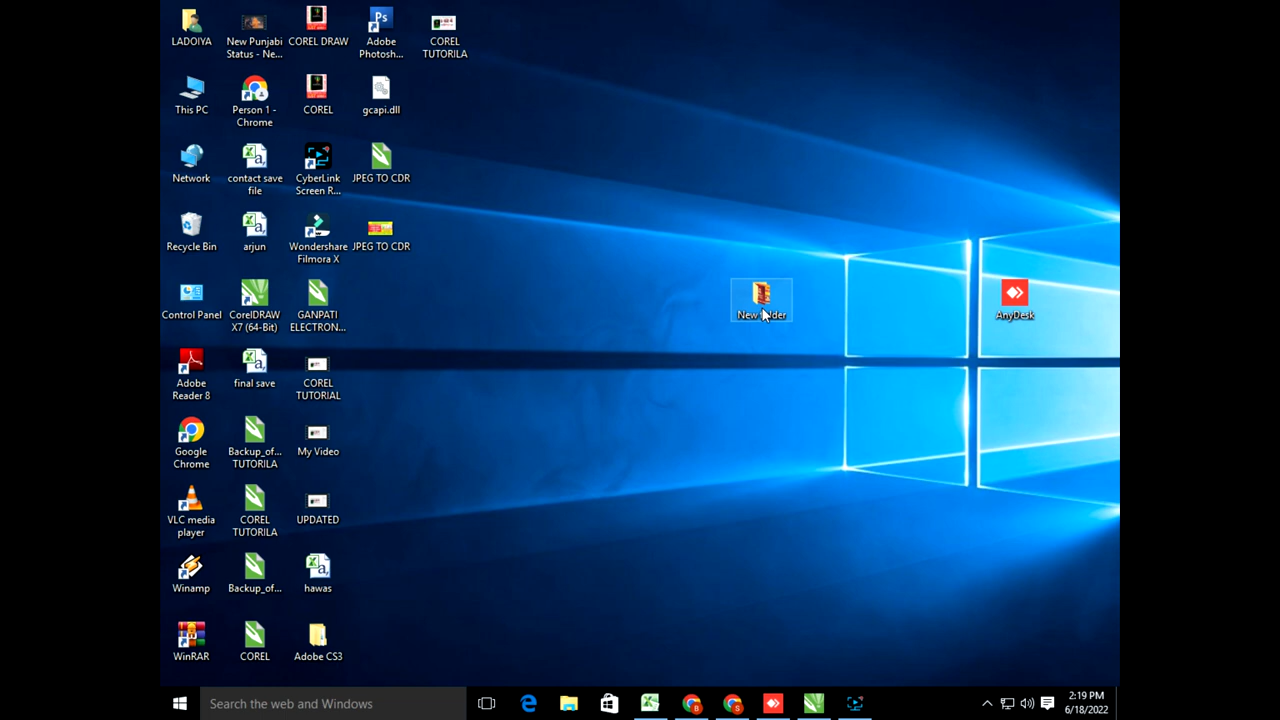 LADOIYA
New Punjabi
Status - Ne...
COREL DRAW
Adobe
Photosh...
COREL
TUTORILA
This PC
Person 1 -
Chrome
COREL
gcapi.dll
Network
contact save
file
CyberLink
Screen R...
JPEG TO CDR
Recycle Bin
arjun
Wondershare
Filmora X
JPEG TO CDR
Control Panel
CorelDRAW
X7 (64-Bit)
GANPATI
ELECTRON...
New folder
AnyDesk
Adobe
Reader 8
final save
COREL
TUTORIAL
Google
Chrome
Backup_of...
TUTORILA
My Video
VLC media
player
COREL
TUTORILA
UPDATED
Winamp
Backup_of...
hawas
WinRAR
COREL
Adobe CS3
Search the web and Windows
2:19 PM
6/18/2022